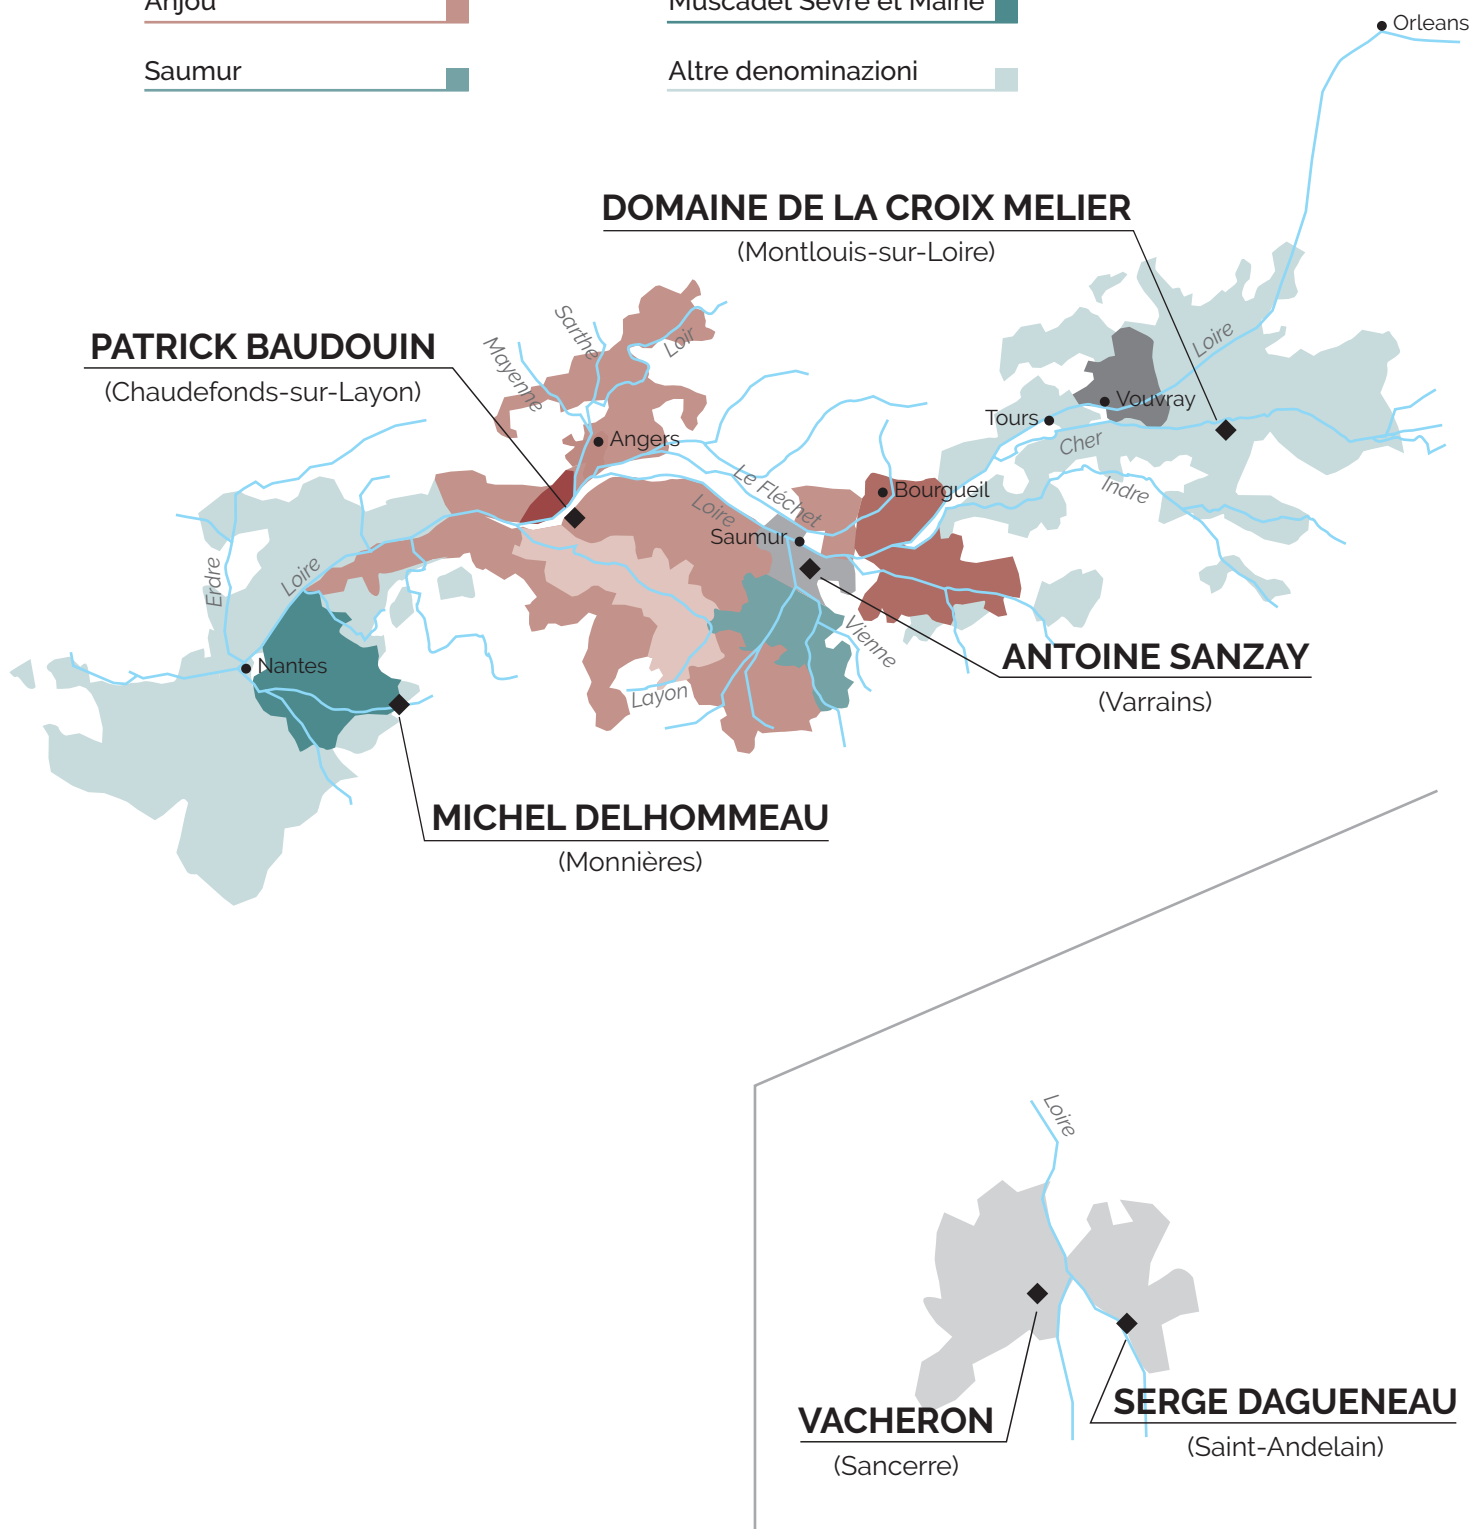 Anjou
Muscadet Sèvre et Maine
Saumur
Altre denominazioni
Orleans
DOMAINE DE LA CROIX MELIER
(Montlouis-sur-Loire)
PATRICK BAUDOUIN
(Chaudefonds-sur-Layon)
Mayenne
Sarthe
Loir
Loire
Vouvray
Tours
Cher
Indre
Angers
Le Fléchet
Loire
Bourgueil
Saumur
Erdre
Loire
Nantes
Layon
Vienne
ANTOINE SANZAY
(Varrains)
MICHEL DELHOMMEAU
(Monnières)
Loire
VACHERON
(Sancerre)
SERGE DAGUENEAU
(Saint-Andelain)